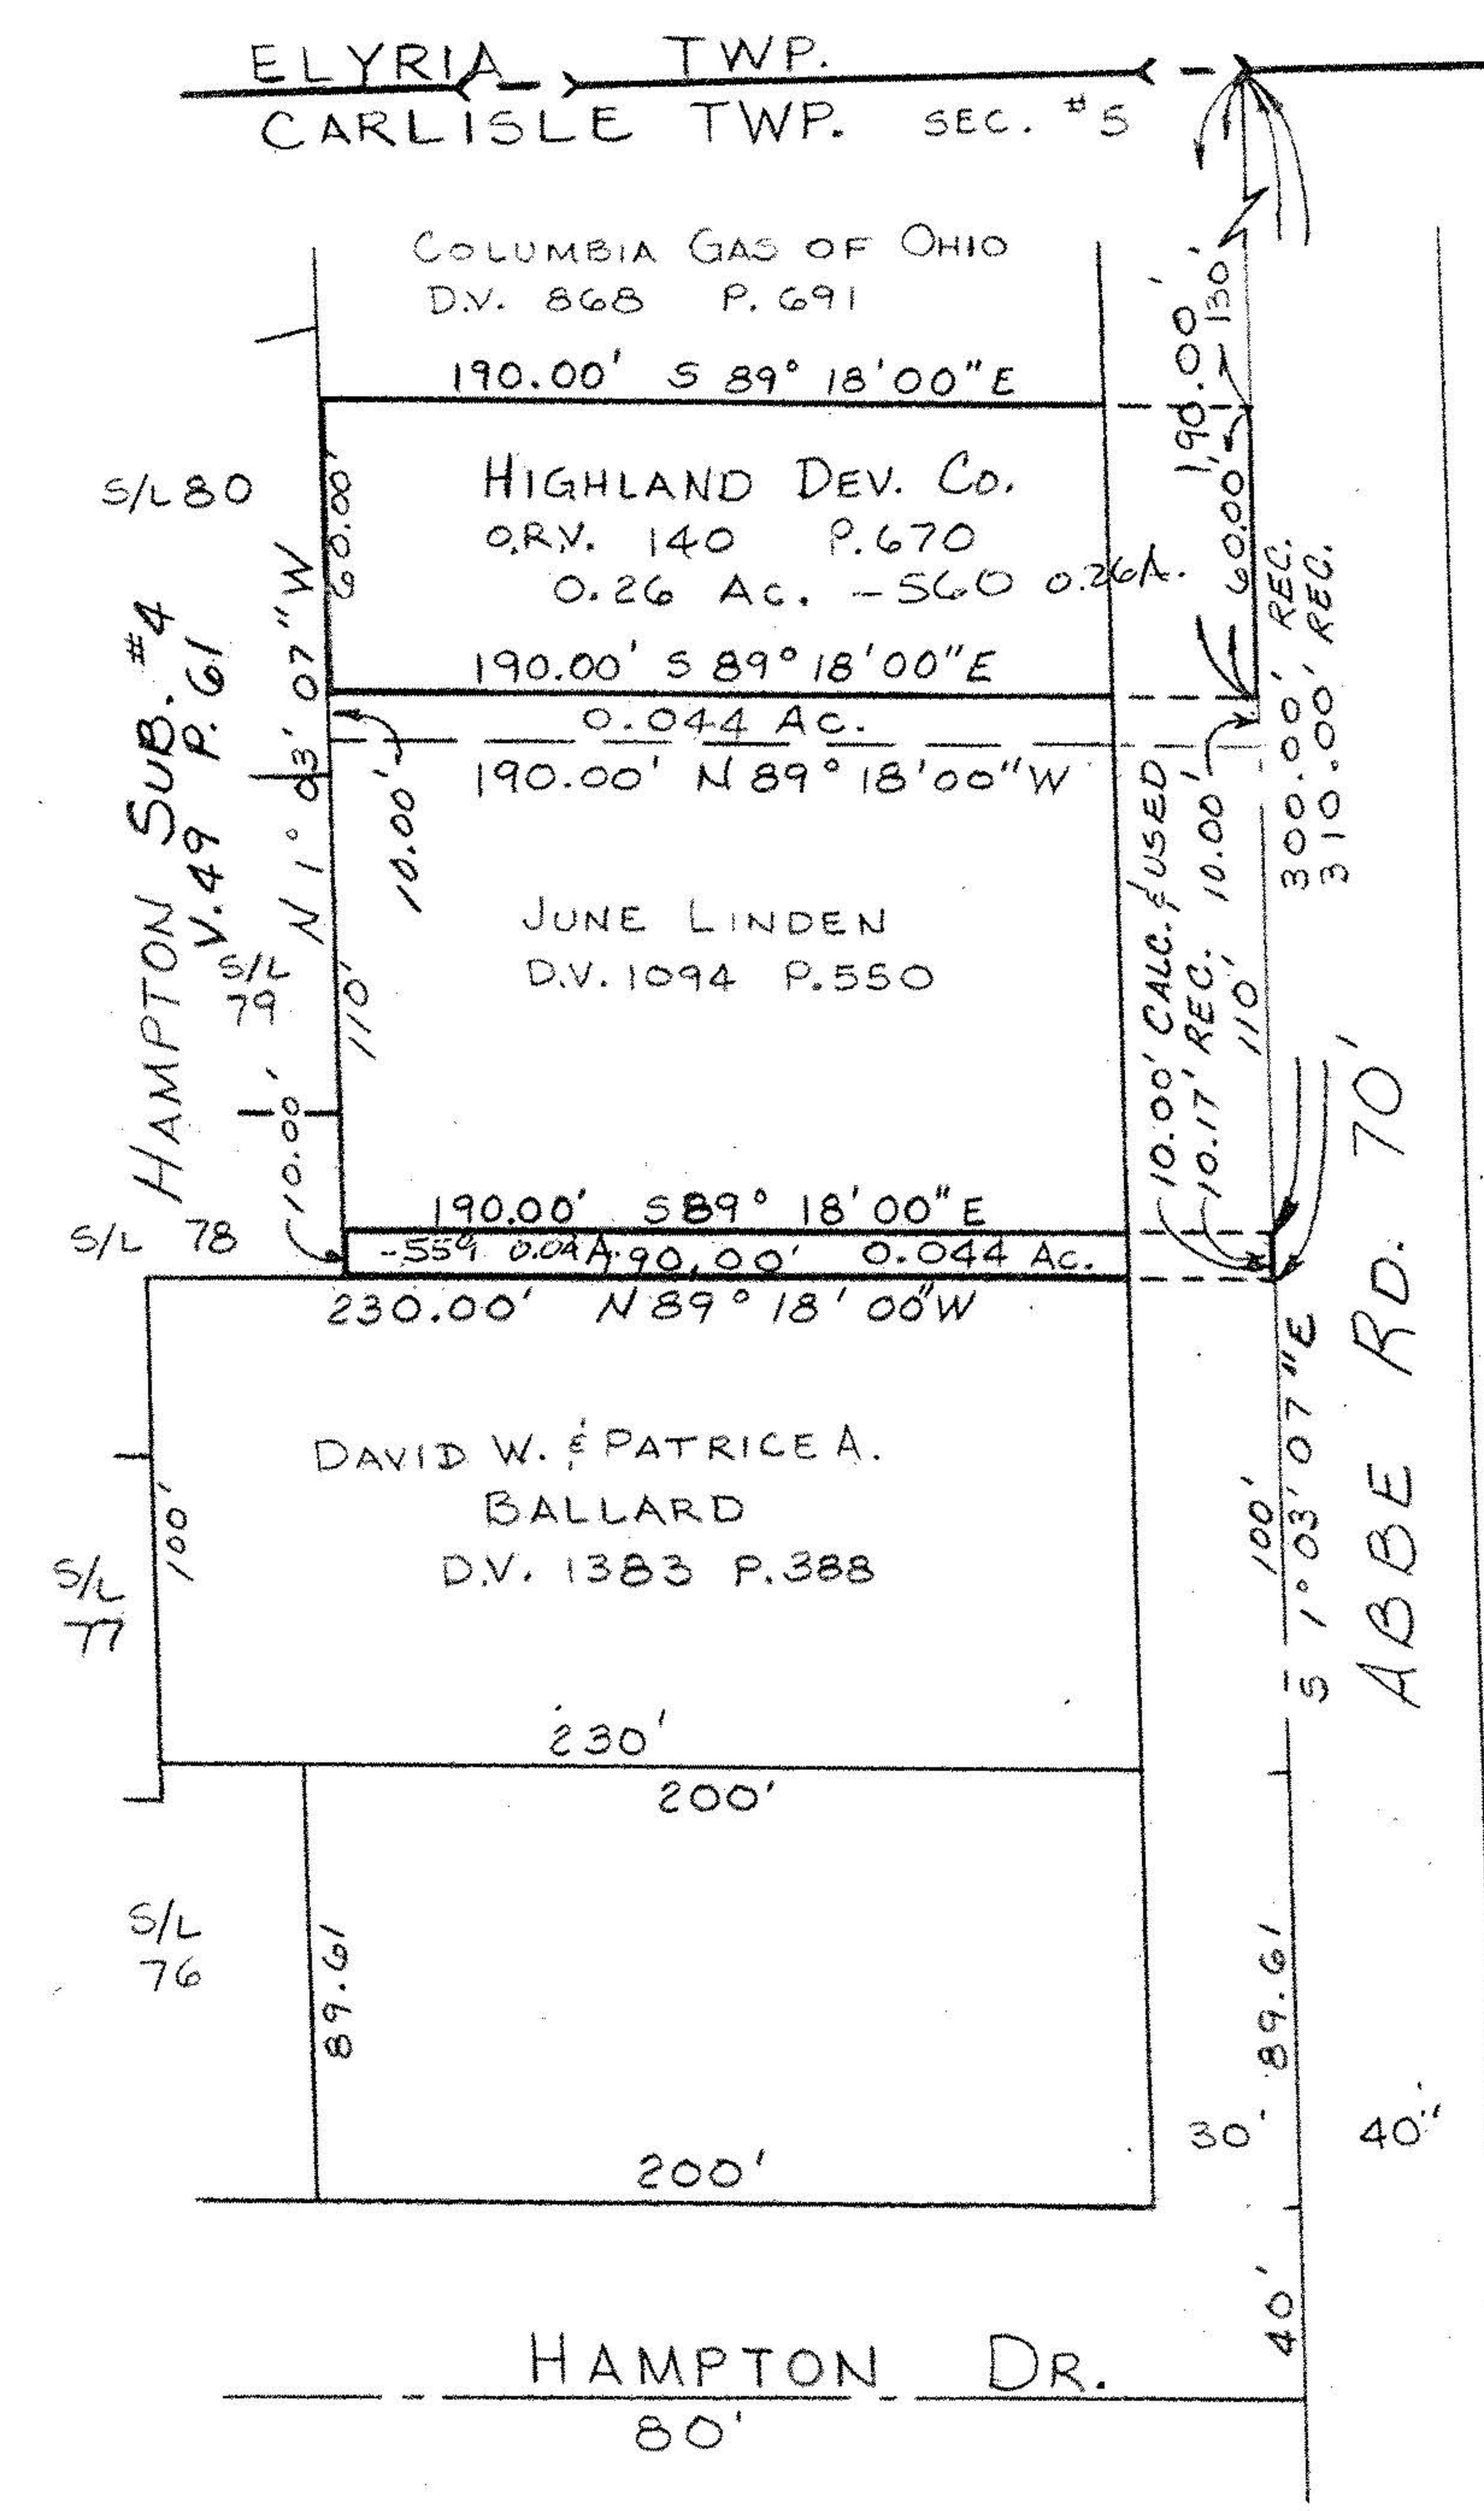 ELYRIA TWP.
CARLISLE TWP. SEC. #5
COLUMBIA GAS OF OHIO
D.V. 868 P. 691
190.00' S 89° 18' 00" E
130'
190.00'
60.00'
S/L 80
60.00'
HIGHLAND DEV. CO.
O.R.V. 140 P. 670
0.26 Ac. -560 0.26A.
190.00' S 89° 18' 00" E
0.044 Ac.
190.00' N 89° 18' 00" W
10.00'
HAMPTON SUB. #4
V. 49 P. 61
N 1° 03' 07" W
300.00' REC.
310.00' REC.
10.00' CALC. & USED
10.17' REC.
10.00'
110'
JUNE LINDEN
D.V. 1094 P. 550
S/L
79
110'
10.00'
S/L 78
190.00' S 89° 18' 00" E
-559 0.04A. 190.00' 0.044 Ac.
230.00' N 89° 18' 00" W
DAVID W. & PATRICE A.
BALLARD
D.V. 1383 P. 388
S/L
77
100'
100'
S 1° 03' 07" E
ABBE RD. 70'
230'
200'
S/L
76
89.61
89.61
30' 40'
200'
40'
HAMPTON DR.
80'